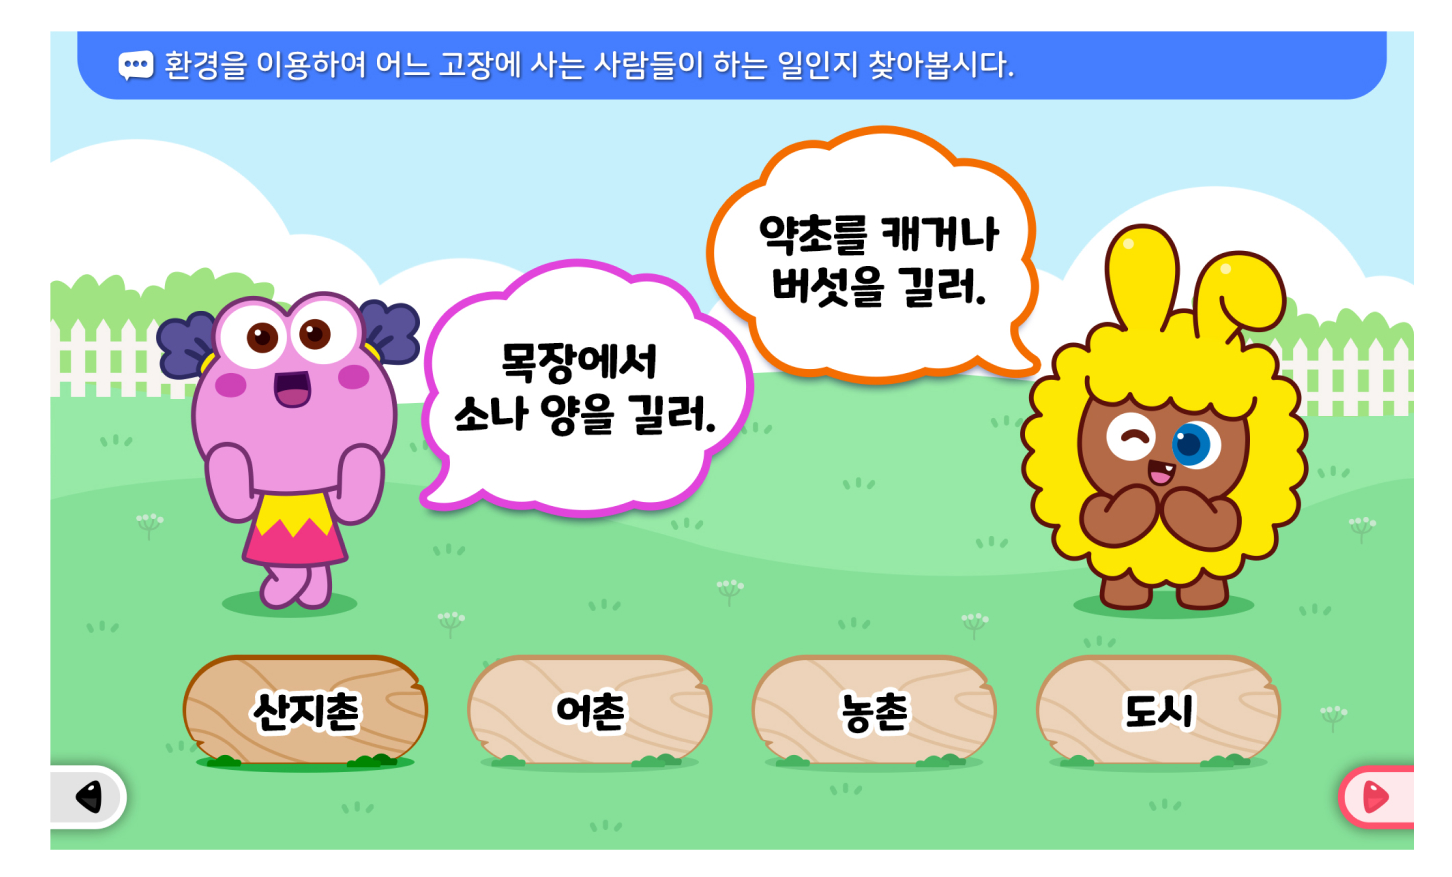 환경을 이용하여 어느 고장에 사는 사람들이 하는 일인지 찾아봅시다.
약초를 캐거나
버섯을 길러.
목장에서
소나 양을 길러.
산지촌
어촌
농촌
도시